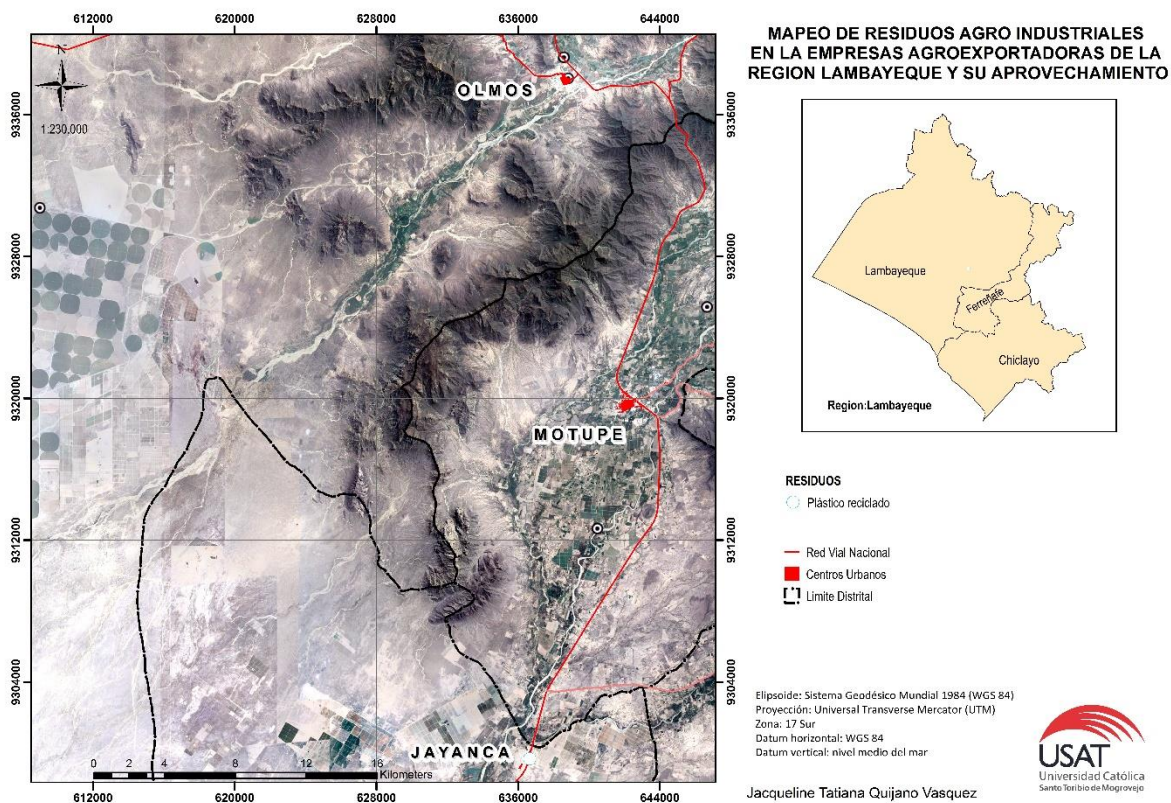 612000 620000 628000 636000 644000
MAPEO DE RESIDUOS AGRO INDUSTRIALES
EN LA EMPRESAS AGROEXPORTADORAS DE LA
REGION LAMBAYEQUE Y SU APROVECHAMIENTO
N
1:230,000
OLMOS
MOTUPE
JAYANCA
9336000
9328000
9320000
9312000
9304000
9336000
9328000
9320000
9312000
9304000
0 2 4 8 12 16
Kilometers
612000 620000 628000 636000 644000
Lambayeque
Ferreñafe
Chiclayo
Region:Lambayeque
RESIDUOS
Plástico reciclado
Red Vial Nacional
Centros Urbanos
Limite Distrital
Elipsoide: Sistema Geodésico Mundial 1984 (WGS 84)
Proyección: Universal Transverse Mercator (UTM)
Zona: 17 Sur
Datum horizontal: WGS 84
Datum vertical: nivel medio del mar
USAT
Universidad Católica
Santo Toribio de Mogrovejo
Jacqueline Tatiana Quijano Vasquez